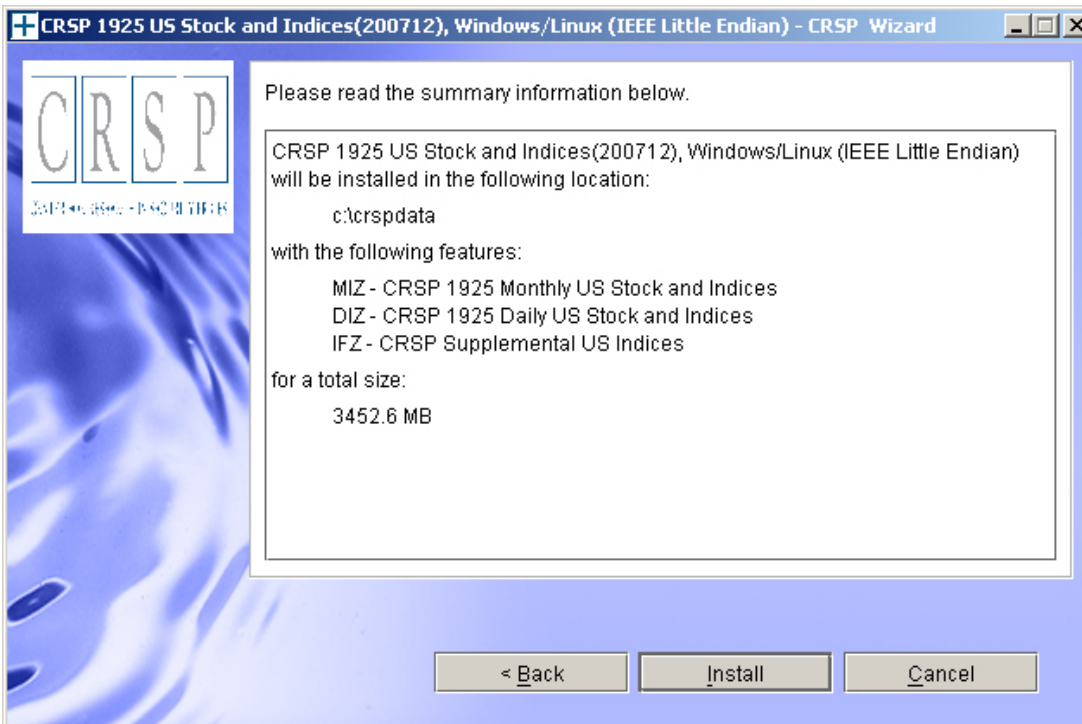 CRSP 1925 US Stock and Indices(200712), Windows/Linux (IEEE Little Endian) - CRSP Wizard
CRSP
Please read the summary information below.
CRSP 1925 US Stock and Indices(200712), Windows/Linux (IEEE Little Endian)
will be installed in the following location:
c:\crspdata
with the following features:
MIZ - CRSP 1925 Monthly US Stock and Indices
DIZ - CRSP 1925 Daily US Stock and Indices
IFZ - CRSP Supplemental US Indices
for a total size:
3452.6 MB
< Back
Install
Cancel